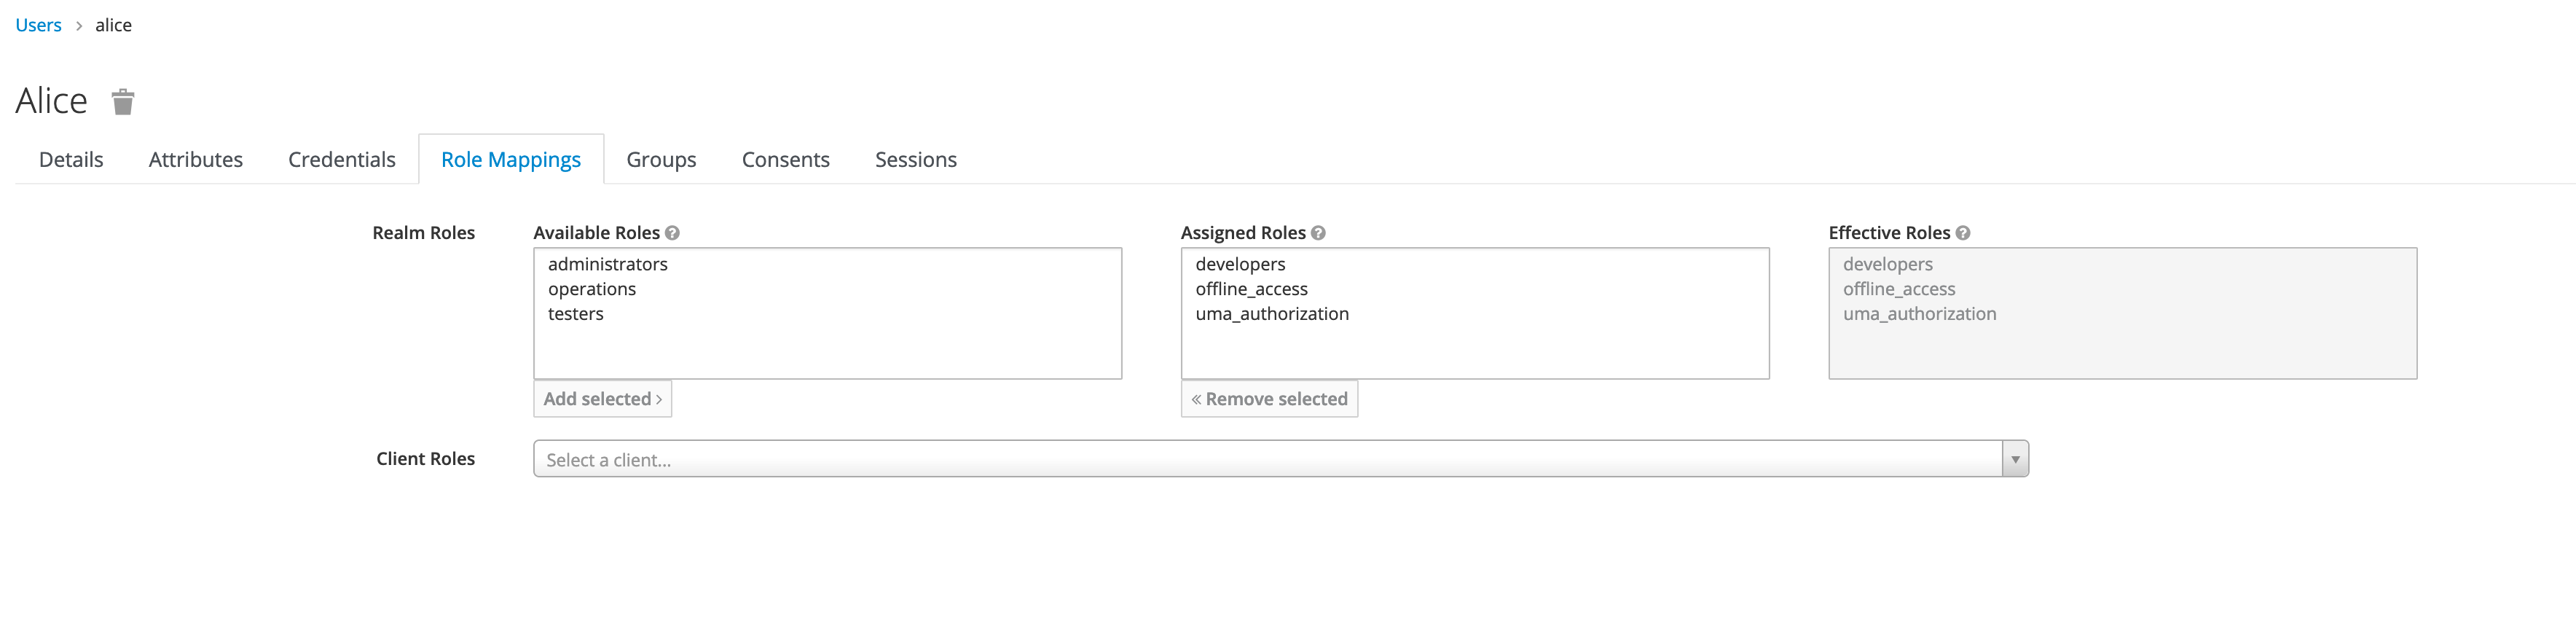 Users > alice
Alice
Details Attributes Credentials Role Mappings Groups Consents Sessions
Realm Roles
Available Roles
administrators
operations
testers
Add selected >
Assigned Roles
developers
offline_access
uma_authorization
« Remove selected
Effective Roles
developers
offline_access
uma_authorization
Client Roles
Select a client...